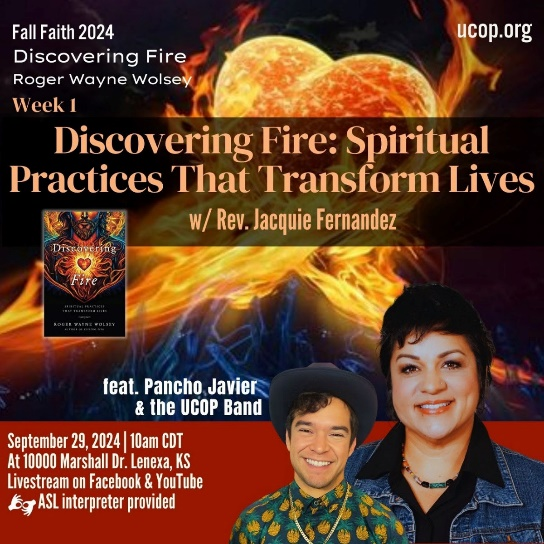 Fall Faith 2024
ucop.org
Discovering Fire
Roger Wayne Wolsey
Week 1
Discovering Fire: Spiritual
Practices That Transform Lives
w/ Rev. Jacquie Fernandez
Discovering
Fire
SPIRITUAL PRACTICES
THAT TRANSFORM LIVES
ROGER WAYNE WOLSEY
feat. Pancho Javier
& the UCOP Band
September 29, 2024 | 10am CDT
At 10000 Marshall Dr. Lenexa, KS
Livestream on Facebook & YouTube
ASL interpreter provided